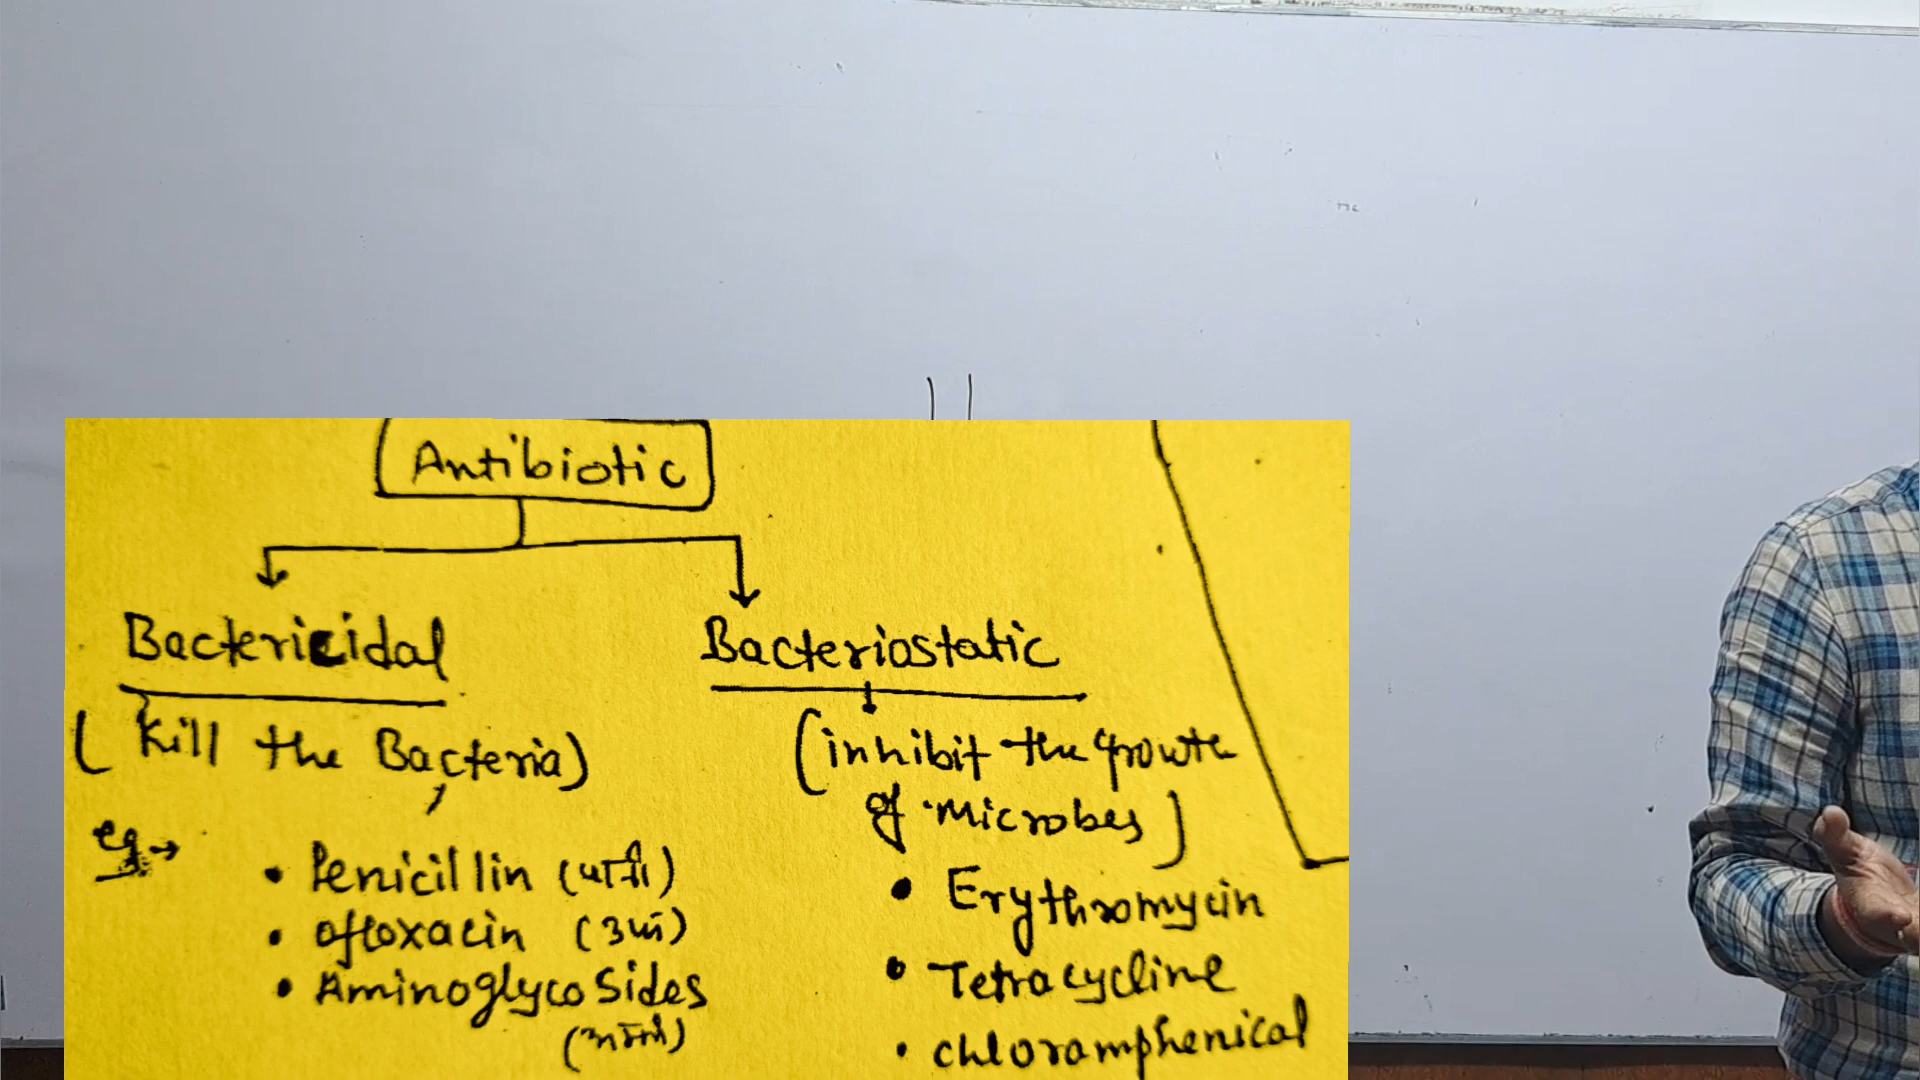 Antibiotic
Bactericidal
(Kill the Bacteria)
eg→
• Penicillin (पानी)
• ofloxacin
• Aminoglycosides
Bacteriostatic
(inhibit the growth
of microbes)
• Erythromycin
• Tetracycline
• chloramphenical